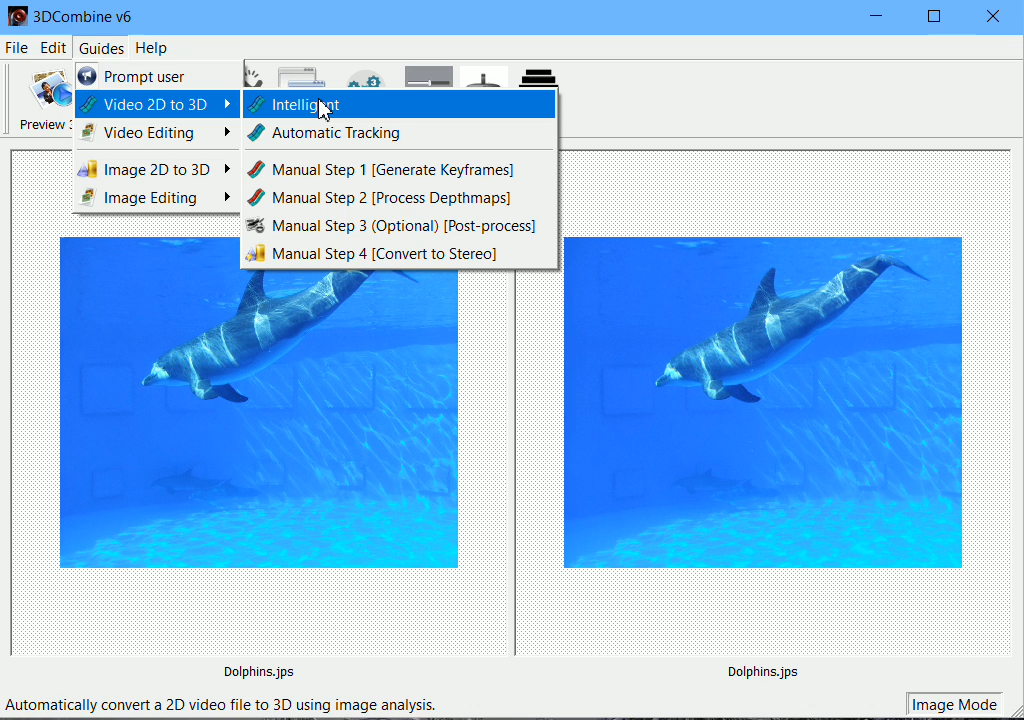 3DCombine v6
File Edit Guides Help
Preview
Prompt user
Video 2D to 3D
Video Editing
Image 2D to 3D
Image Editing
Intelligent
Automatic Tracking
Manual Step 1 [Generate Keyframes]
Manual Step 2 [Process Depthmaps]
Manual Step 3 (Optional) [Post-process]
Manual Step 4 [Convert to Stereo]
3
Dolphins.jps
Dolphins.jps
Automatically convert a 2D video file to 3D using image analysis.
Image Mode